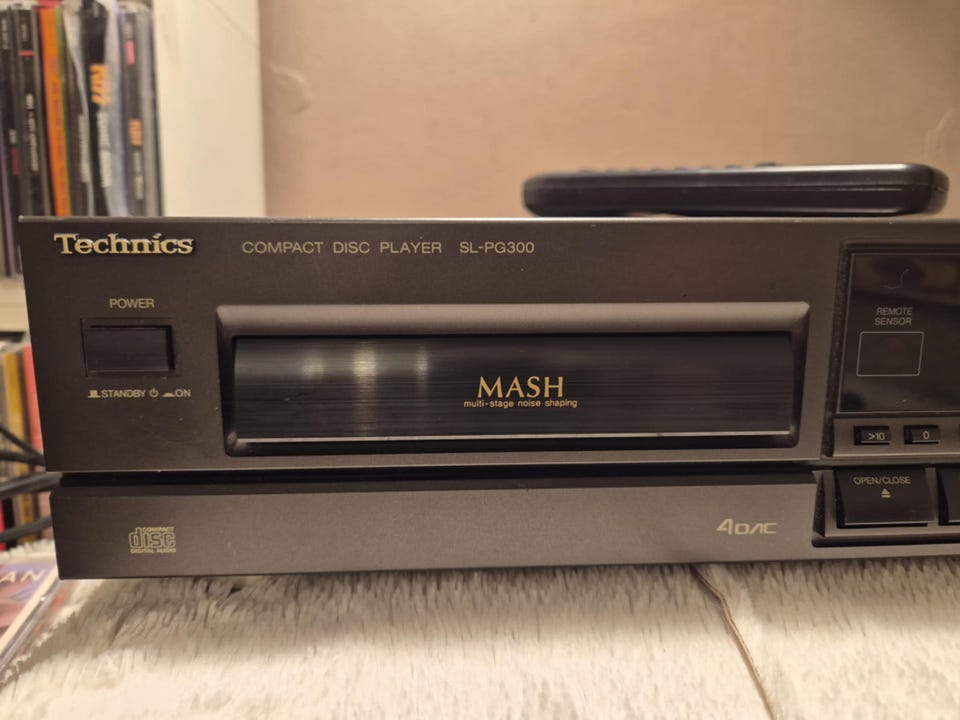 Technics
COMPACT DISC PLAYER SL-PG300
POWER
STANDBY ⏻ ON
MASH
multi-stage noise shaping
REMOTE
SENSOR
>10
0
OPEN/CLOSE
COMPACT
disc
DIGITAL AUDIO
4DAC
AN